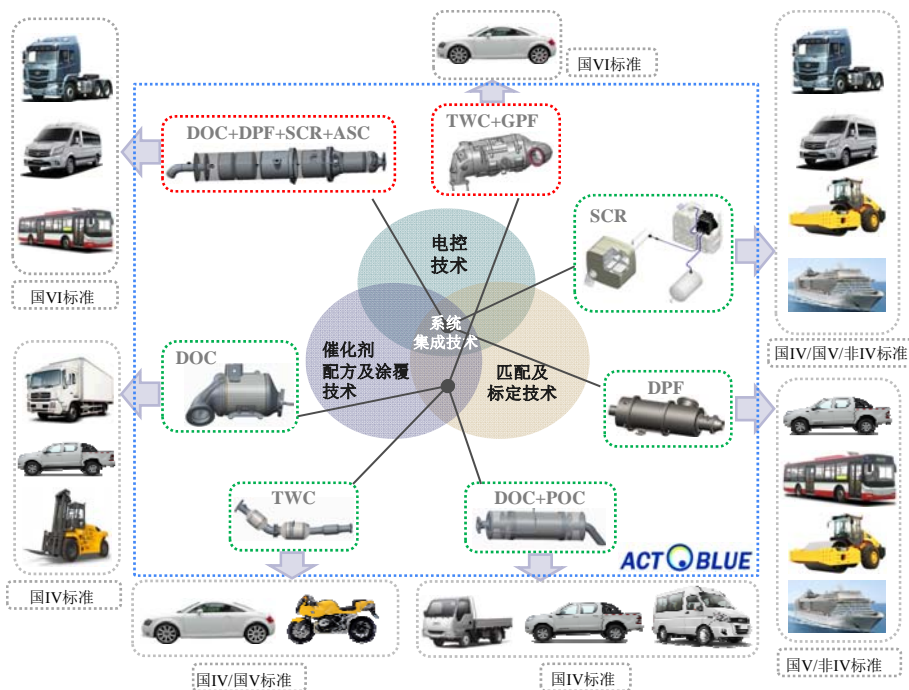 国VI标准
DOC+DPF+SCR+ASC
TWC+GPF
SCR
电控
技术
国VI标准
系统
集成技术
催化剂
配方及涂覆
技术
匹配及
标定技术
国IV/国V/非IV标准
DOC
DPF
TWC
DOC+POC
ACTBLUE
国IV标准
国IV/国V标准
国IV标准
国V/非IV标准